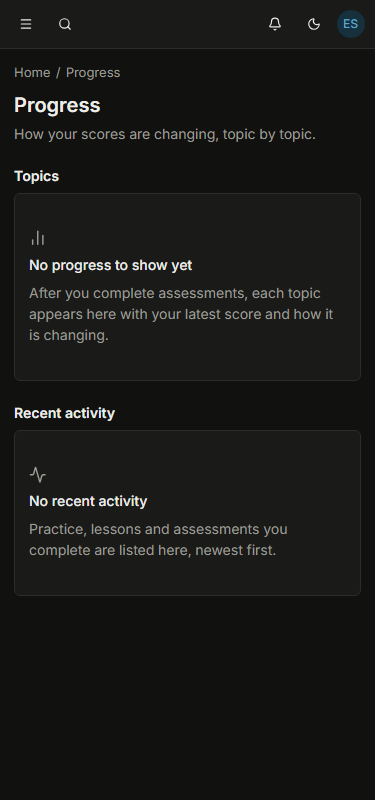 ES
Home / Progress
Progress
How your scores are changing, topic by topic.
Topics
No progress to show yet
After you complete assessments, each topic
appears here with your latest score and how it
is changing.
Recent activity
No recent activity
Practice, lessons and assessments you
complete are listed here, newest first.